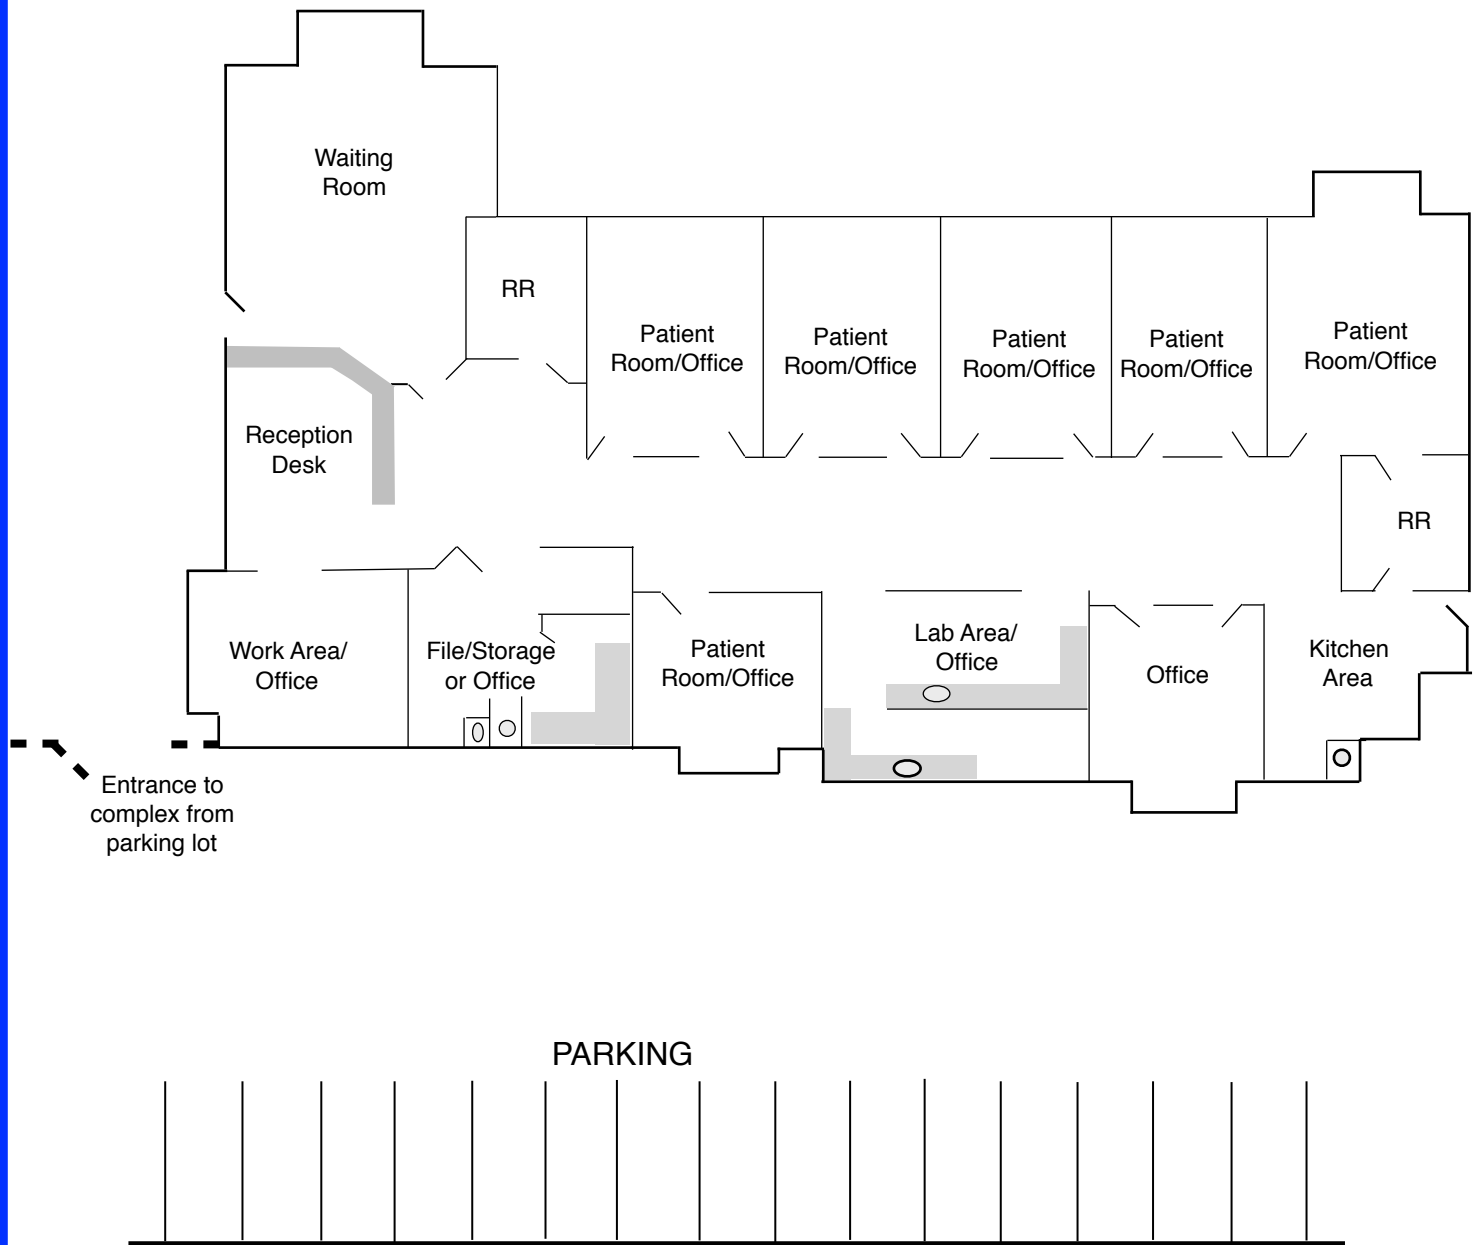 Waiting
Room
RR
Patient
Room/Office
Patient
Room/Office
Patient
Room/Office
Patient
Room/Office
Patient
Room/Office
Reception
Desk
RR
Work Area/
Office
File/Storage
or Office
Patient
Room/Office
Lab Area/
Office
Office
Kitchen
Area
Entrance to
complex from
parking lot
PARKING